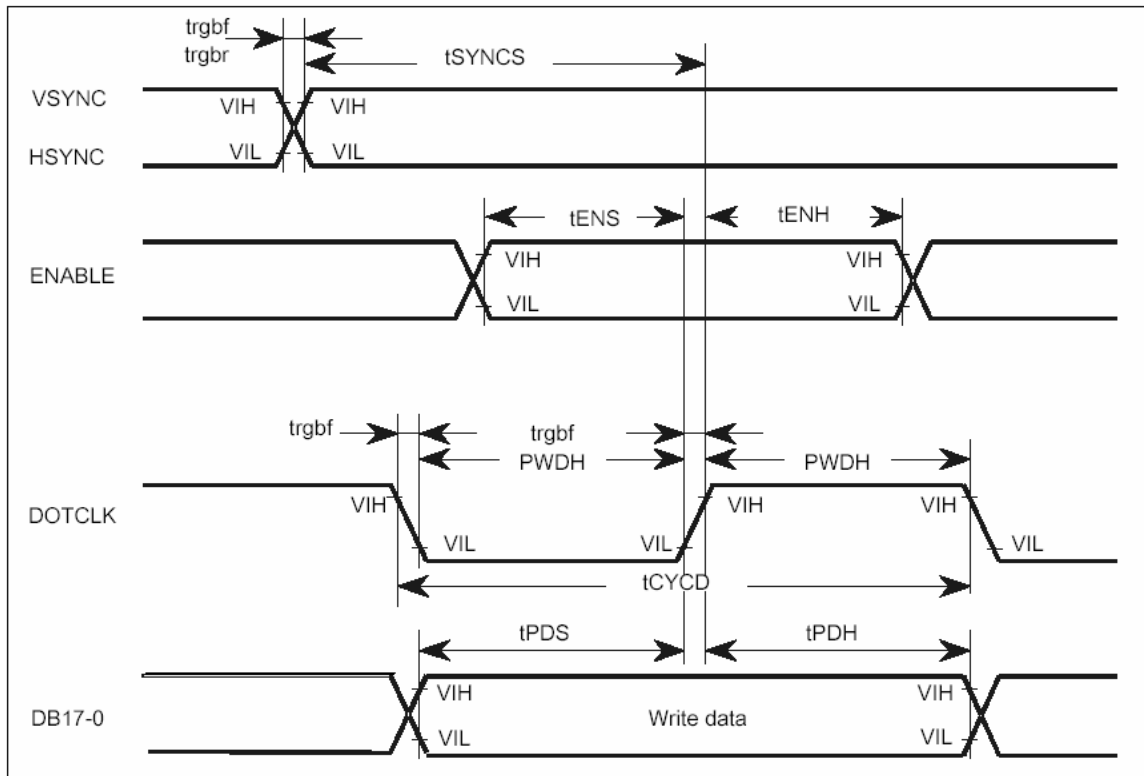 trgbf
trgbr
tSYNCS
VSYNC
VIH
VIH
HSYNC
VIL
VIL
tENS
tENH
ENABLE
VIH
VIH
VIL
VIL
trgbf
trgbf
PWDH
PWDH
DOTCLK
VIH
VIH
VIH
VIL
VIL
VIL
tCYCD
tPDS
tPDH
DB17-0
VIH
VIH
Write data
VIL
VIL